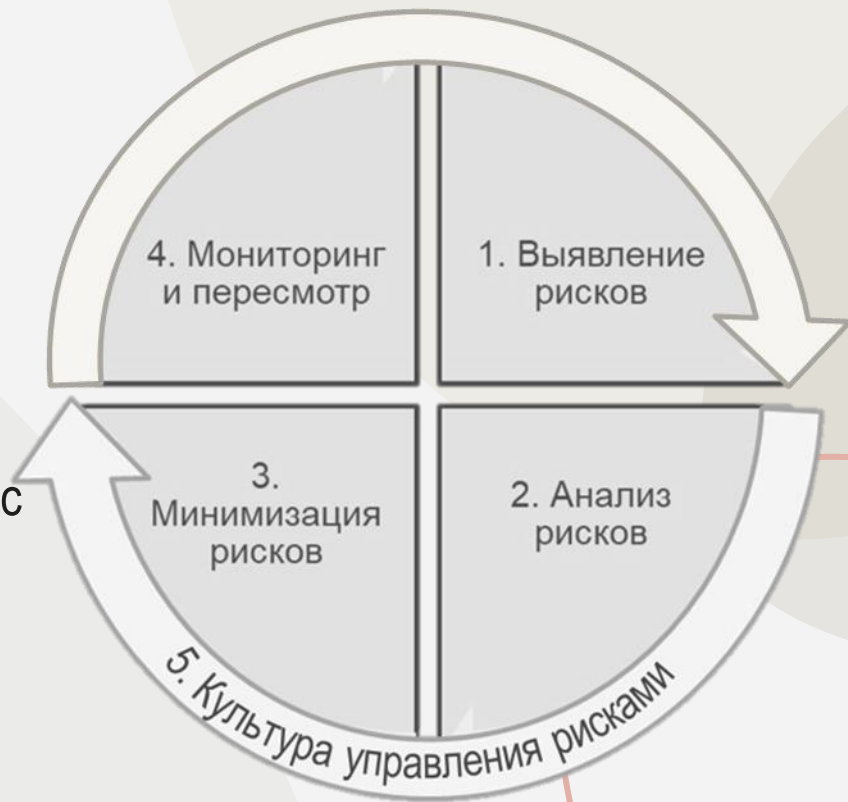 4. Мониторинг
и пересмотр
1. Выявление
рисков
с
3.
Минимизация
рисков
2. Анализ
рисков
5. Культура управления рисками